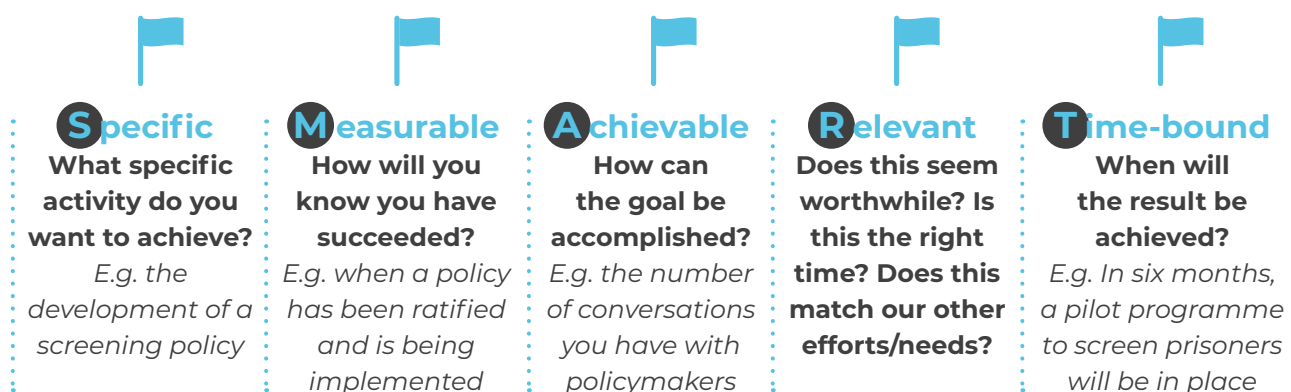 Specific
What specific
activity do you
want to achieve?
E.g. the
development of a
screening policy
Measurable
How will you
know you have
succeeded?
E.g. when a policy
has been ratified
and is being
implemented
Achievable
How can
the goal be
accomplished?
E.g. the number
of conversations
you have with
policymakers
Relevant
Does this seem
worthwhile? Is
this the right
time? Does this
match our other
efforts/needs?
Time-bound
When will
the result be
achieved?
E.g. In six months,
a pilot programme
to screen prisoners
will be in place